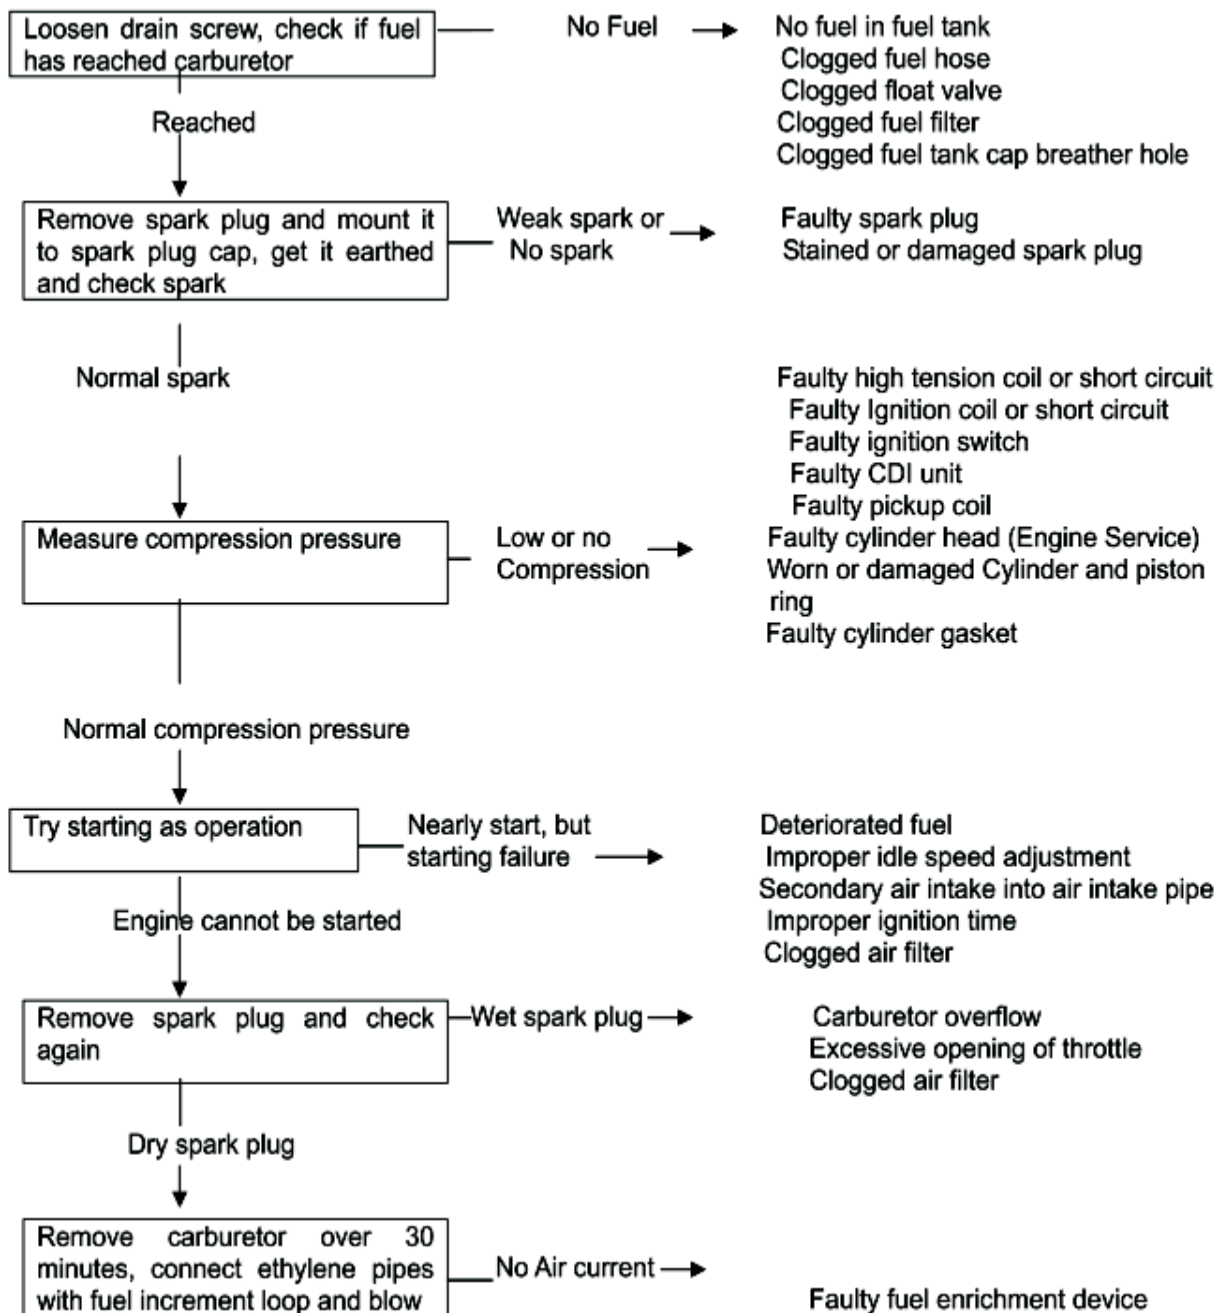 Loosen drain screw, check if fuel
has reached carburetor
No Fuel
No fuel in fuel tank
Clogged fuel hose
Clogged float valve
Clogged fuel filter
Clogged fuel tank cap breather hole
Reached
Remove spark plug and mount it
to spark plug cap, get it earthed
and check spark
Weak spark or
No spark
Faulty spark plug
Stained or damaged spark plug
Normal spark
Faulty high tension coil or short circuit
Faulty Ignition coil or short circuit
Faulty ignition switch
Faulty CDI unit
Faulty pickup coil
Measure compression pressure
Low or no
Compression
Faulty cylinder head (Engine Service)
Worn or damaged Cylinder and piston
ring
Faulty cylinder gasket
Normal compression pressure
Try starting as operation
Nearly start, but
starting failure
Deteriorated fuel
Improper idle speed adjustment
Secondary air intake into air intake pipe
Improper ignition time
Clogged air filter
Engine cannot be started
Remove spark plug and check
again
Wet spark plug
Carburetor overflow
Excessive opening of throttle
Clogged air filter
Dry spark plug
Remove carburetor over 30
minutes, connect ethylene pipes
with fuel increment loop and blow
No Air current
Faulty fuel enrichment device